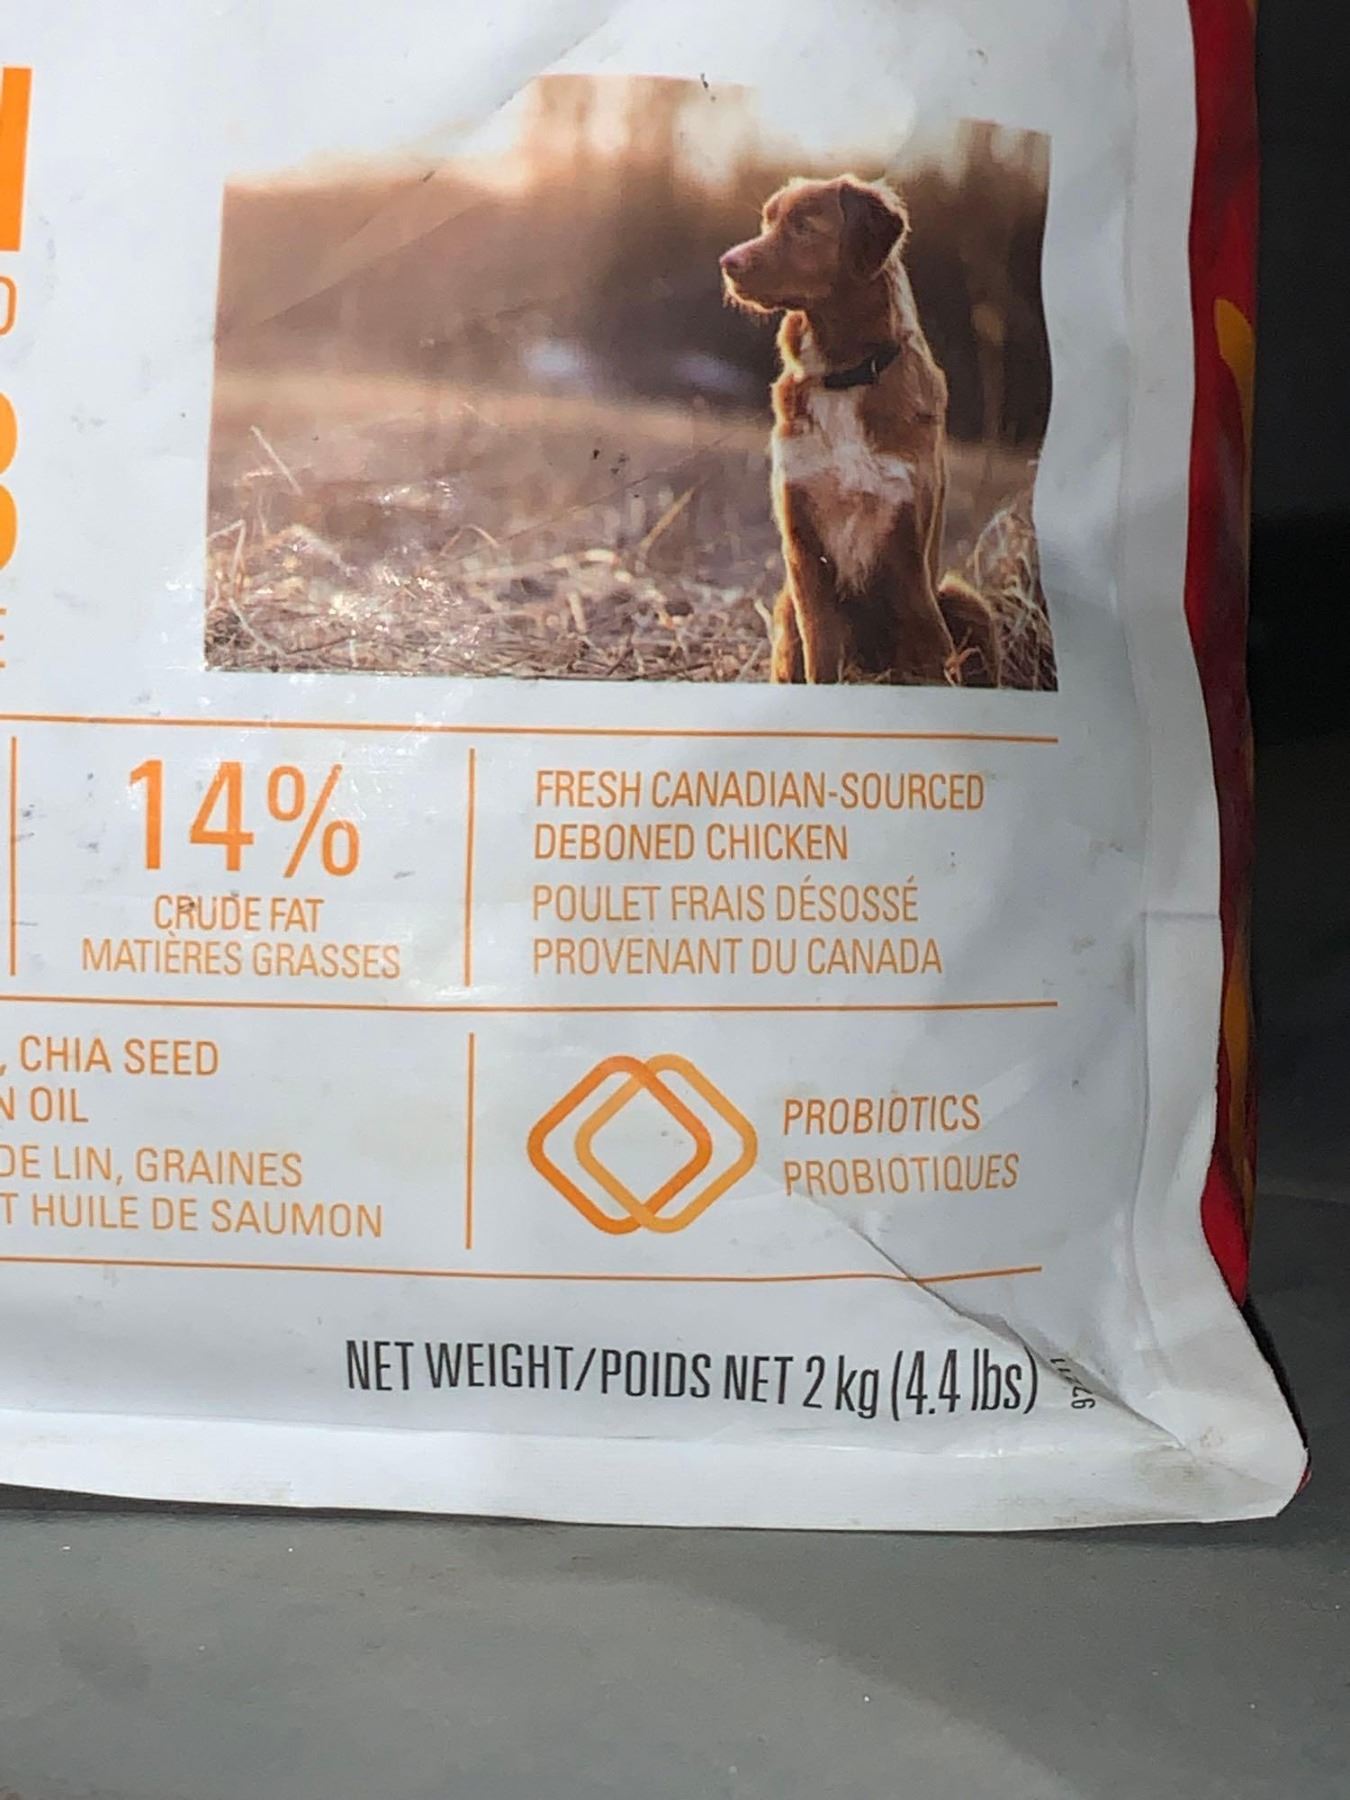 14%
CRUDE FAT
MATIÈRES GRASSES
FRESH CANADIAN-SOURCED
DEBONED CHICKEN
POULET FRAIS DÉSOSSÉ
PROVENANT DU CANADA
, CHIA SEED
N OIL
DE LIN, GRAINES
T HUILE DE SAUMON
PROBIOTICS
PROBIOTIQUES
NET WEIGHT/POIDS NET 2 kg (4.4 lbs)